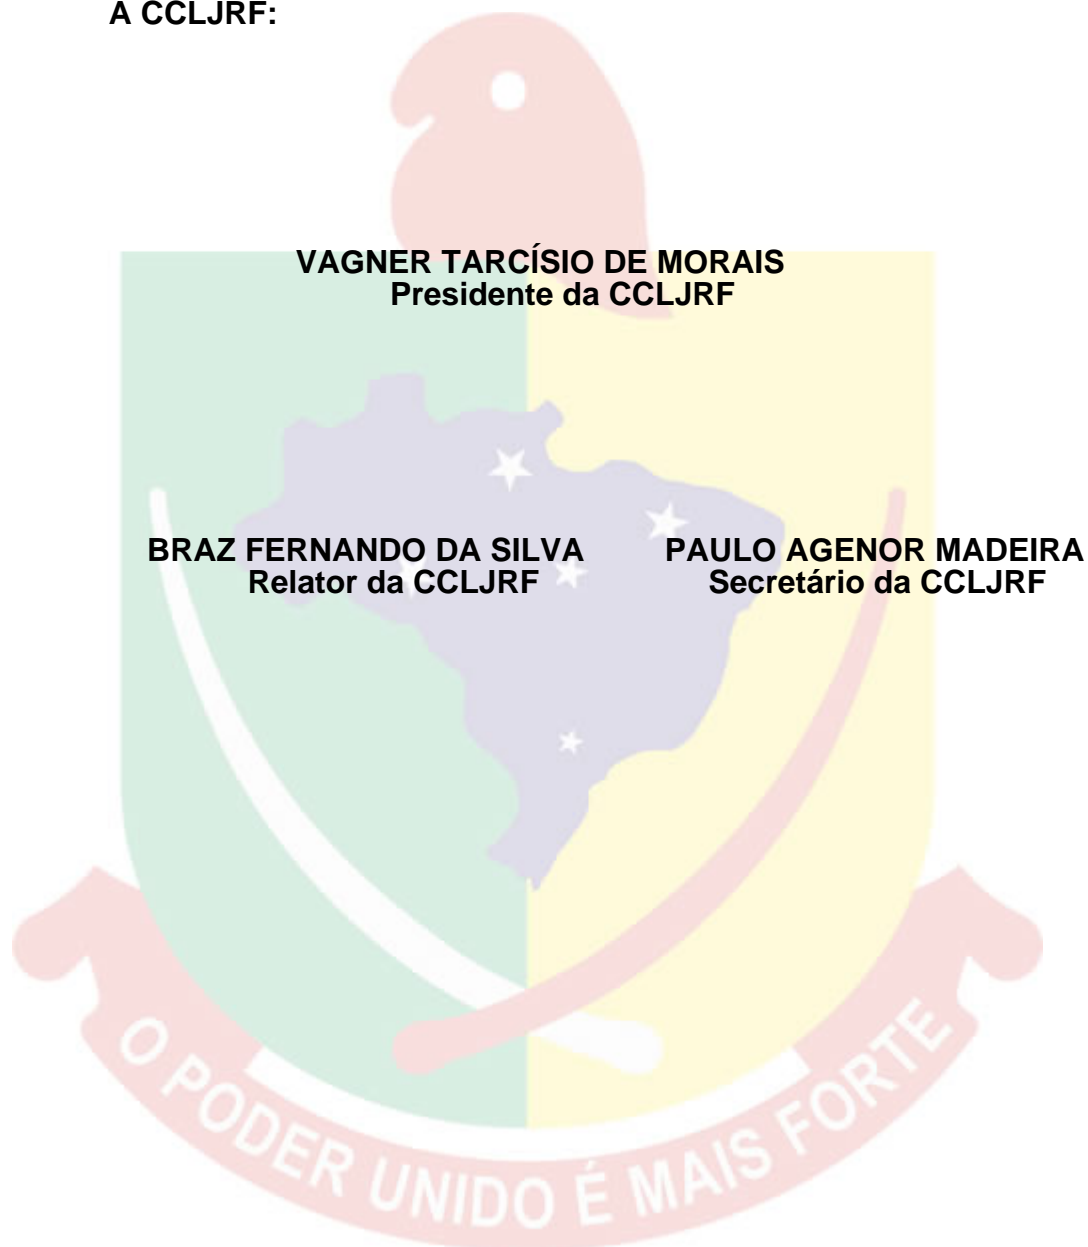 A CCLJRF:
VAGNER TARCÍSIO DE MORAIS
Presidente da CCLJRF
BRAZ FERNANDO DA SILVA PAULO AGENOR MADEIRA
Relator da CCLJRF Secretário da CCLJRF
O PODER UNIDO É MAIS FORTE